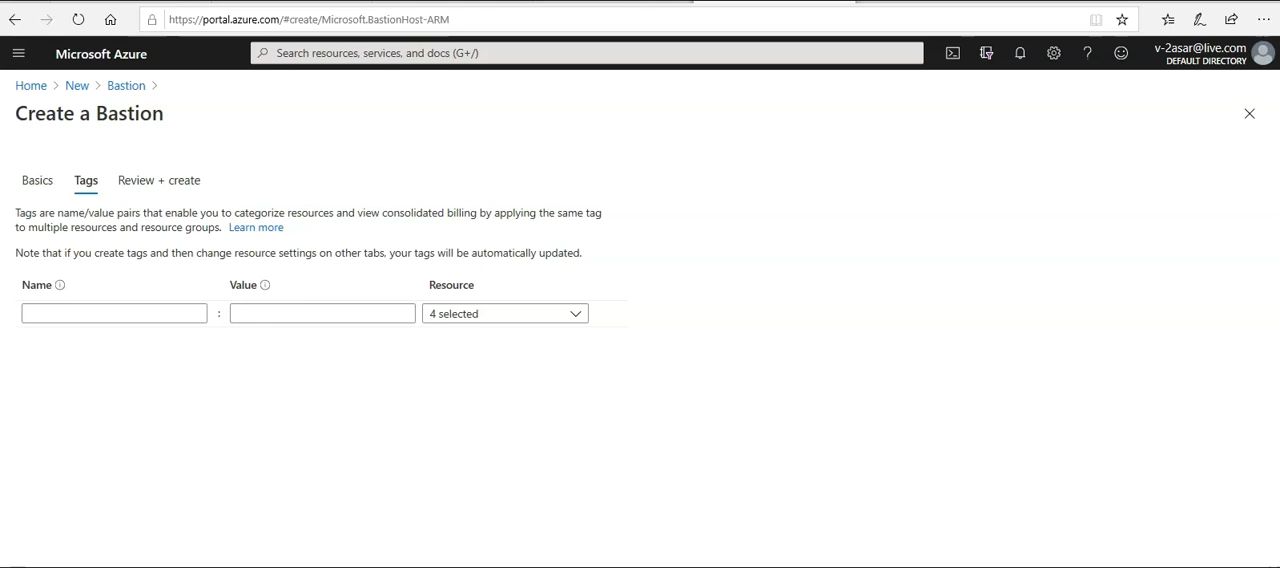 https://portal.azure.com/#create/Microsoft.BastionHost-ARM
Microsoft Azure
Search resources, services, and docs (G+/)
v-2asar@live.com
DEFAULT DIRECTORY
Home > New > Bastion >
Create a Bastion
Basics Tags Review + create
Tags are name/value pairs that enable you to categorize resources and view consolidated billing by applying the same tag
to multiple resources and resource groups. Learn more
Note that if you create tags and then change resource settings on other tabs, your tags will be automatically updated.
Name Value Resource
: 4 selected